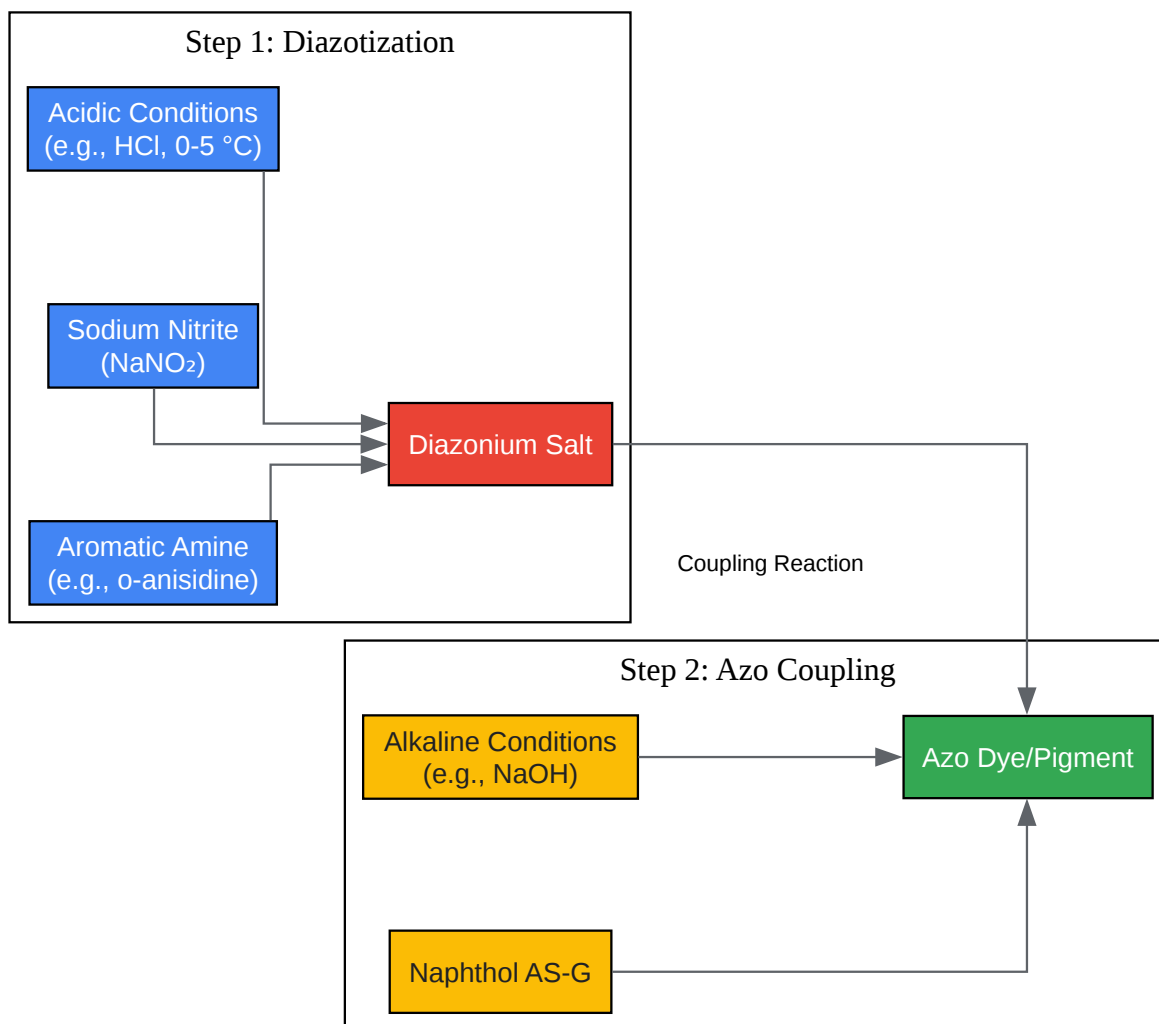 Step 1: Diazotization
Acidic Conditions
(e.g., HCl, 0-5 °C)
Sodium Nitrite
(NaNO₂)
Diazonium Salt
Aromatic Amine
(e.g., o-anisidine)
Coupling Reaction
Step 2: Azo Coupling
Alkaline Conditions
(e.g., NaOH)
Azo Dye/Pigment
Naphthol AS-G